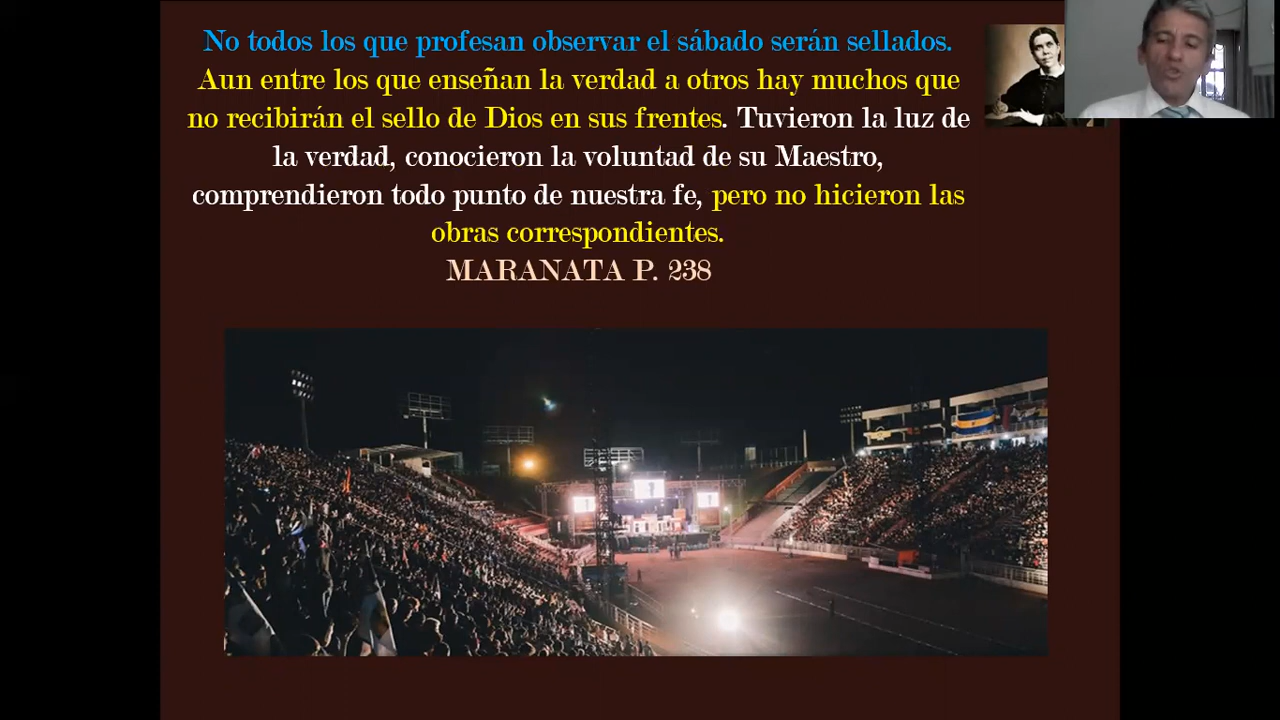 No todos los que profesan observar el sábado serán sellados.
Aun entre los que enseñan la verdad a otros hay muchos que
no recibirán el sello de Dios en sus frentes. Tuvieron la luz de
la verdad, conocieron la voluntad de su Maestro,
comprendieron todo punto de nuestra fe, pero no hicieron las
obras correspondientes.
MARANATA P. 238